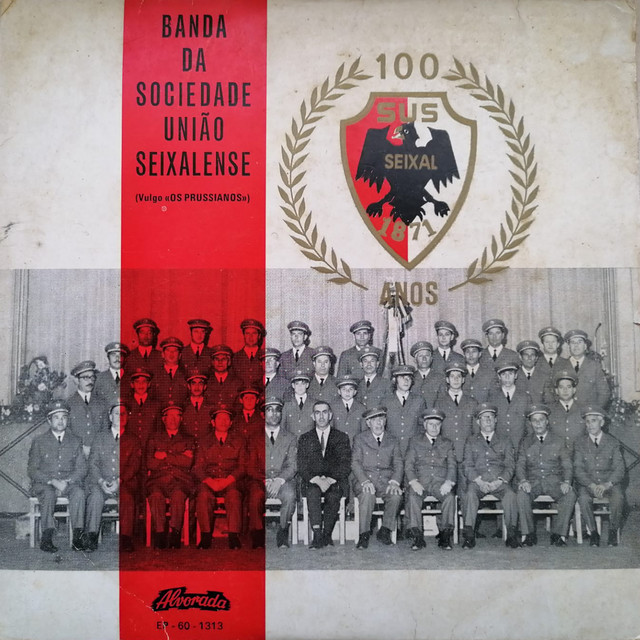 BANDA
DA
SOCIEDADE
UNIÃO
SEIXALENSE
(Vulgo «OS PRUSSIANOS»)
100
SUS
SEIXAL
1871
ANOS
Alvorada
EP - 60 - 1313